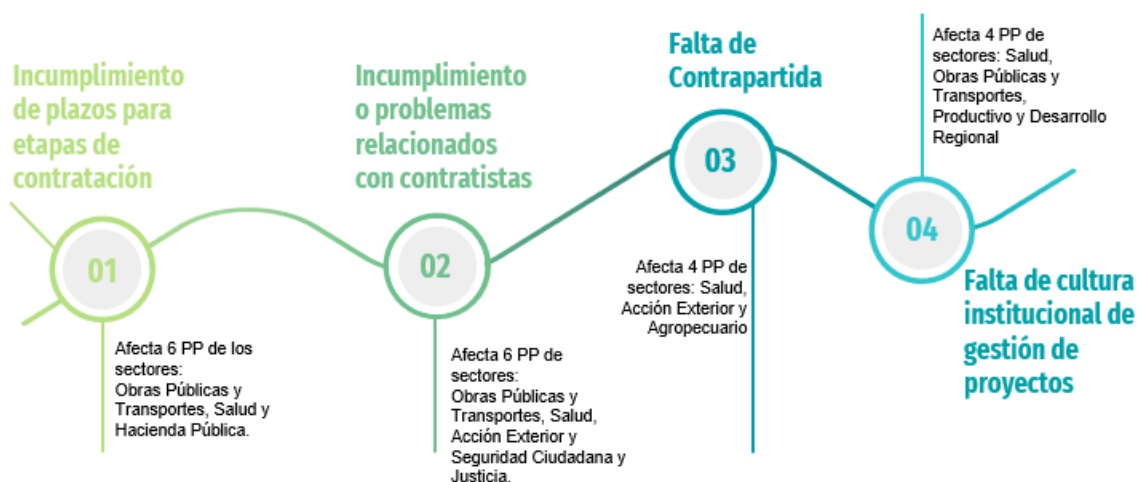 Incumplimiento
de plazos para
etapas de
contratación
01
Afecta 6 PP de los
sectores:
Obras Públicas y
Transportes, Salud y
Hacienda Pública.
Incumplimiento
o problemas
relacionados
con contratistas
02
Afecta 6 PP de
sectores:
Obras Públicas y
Transportes, Salud,
Acción Exterior y
Seguridad Ciudadana y
Justicia.
Falta de
Contrapartida
03
Afecta 4 PP de
sectores: Salud,
Acción Exterior y
Agropecuario
Afecta 4 PP de
sectores: Salud,
Obras Públicas y
Transportes,
Productivo y Desarrollo
Regional
04
Falta de cultura
institucional de
gestión de
proyectos